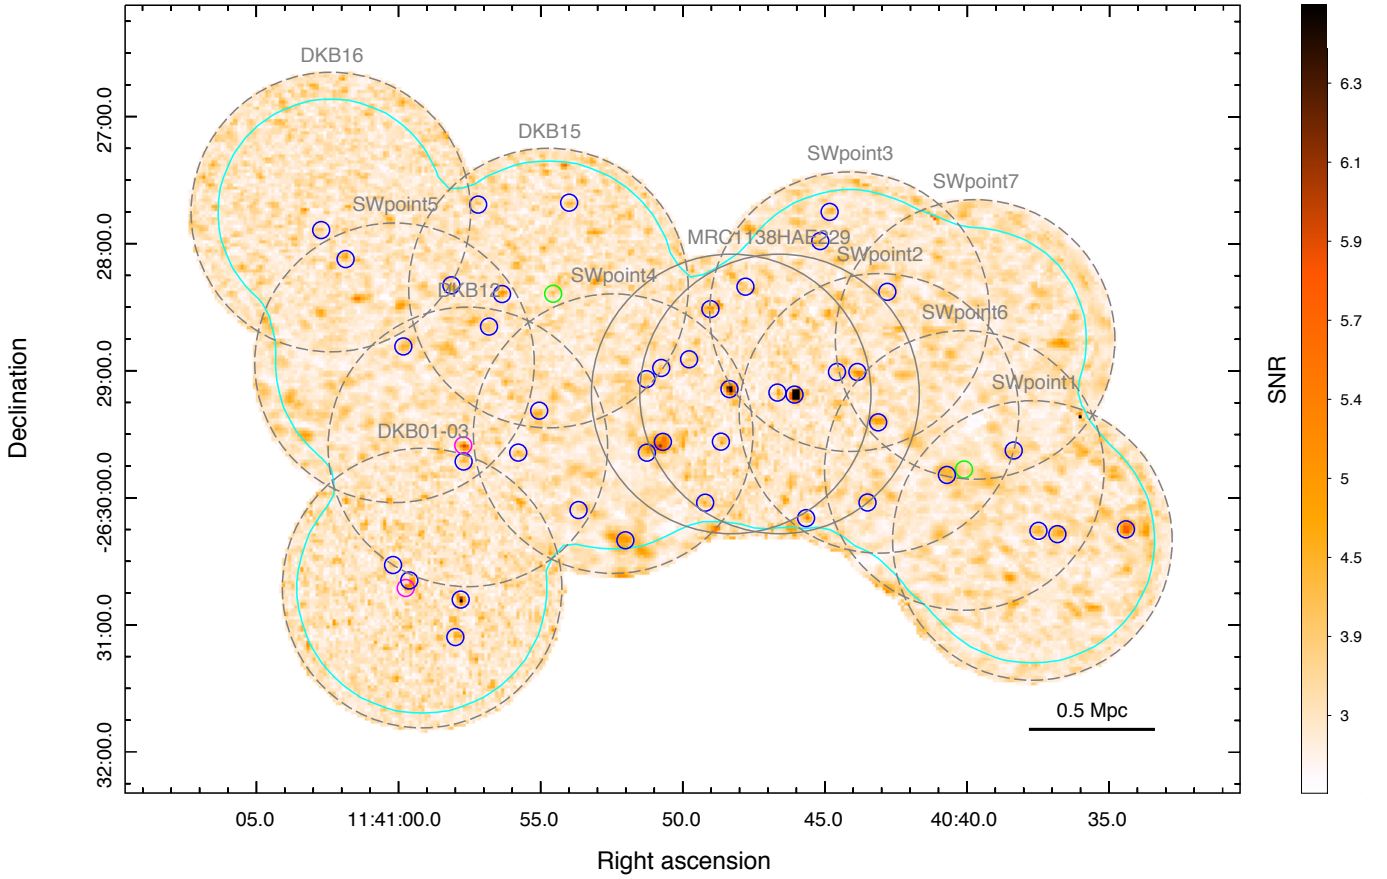 DKB16
DKB15
SWpoint3
SWpoint7
SWpoint5
MRC1138HAE229
SWpoint2
SWpoint4
DKB12
SWpoint6
SWpoint1
DKB01-03
0.5 Mpc
27:00.0
28:00.0
29:00.0
-26:30:00.0
31:00.0
32:00.0
Declination
05.0
11:41:00.0
55.0
50.0
45.0
40:40.0
35.0
Right ascension
SNR
6.3
6.1
5.9
5.7
5.4
5
4.5
3.9
3